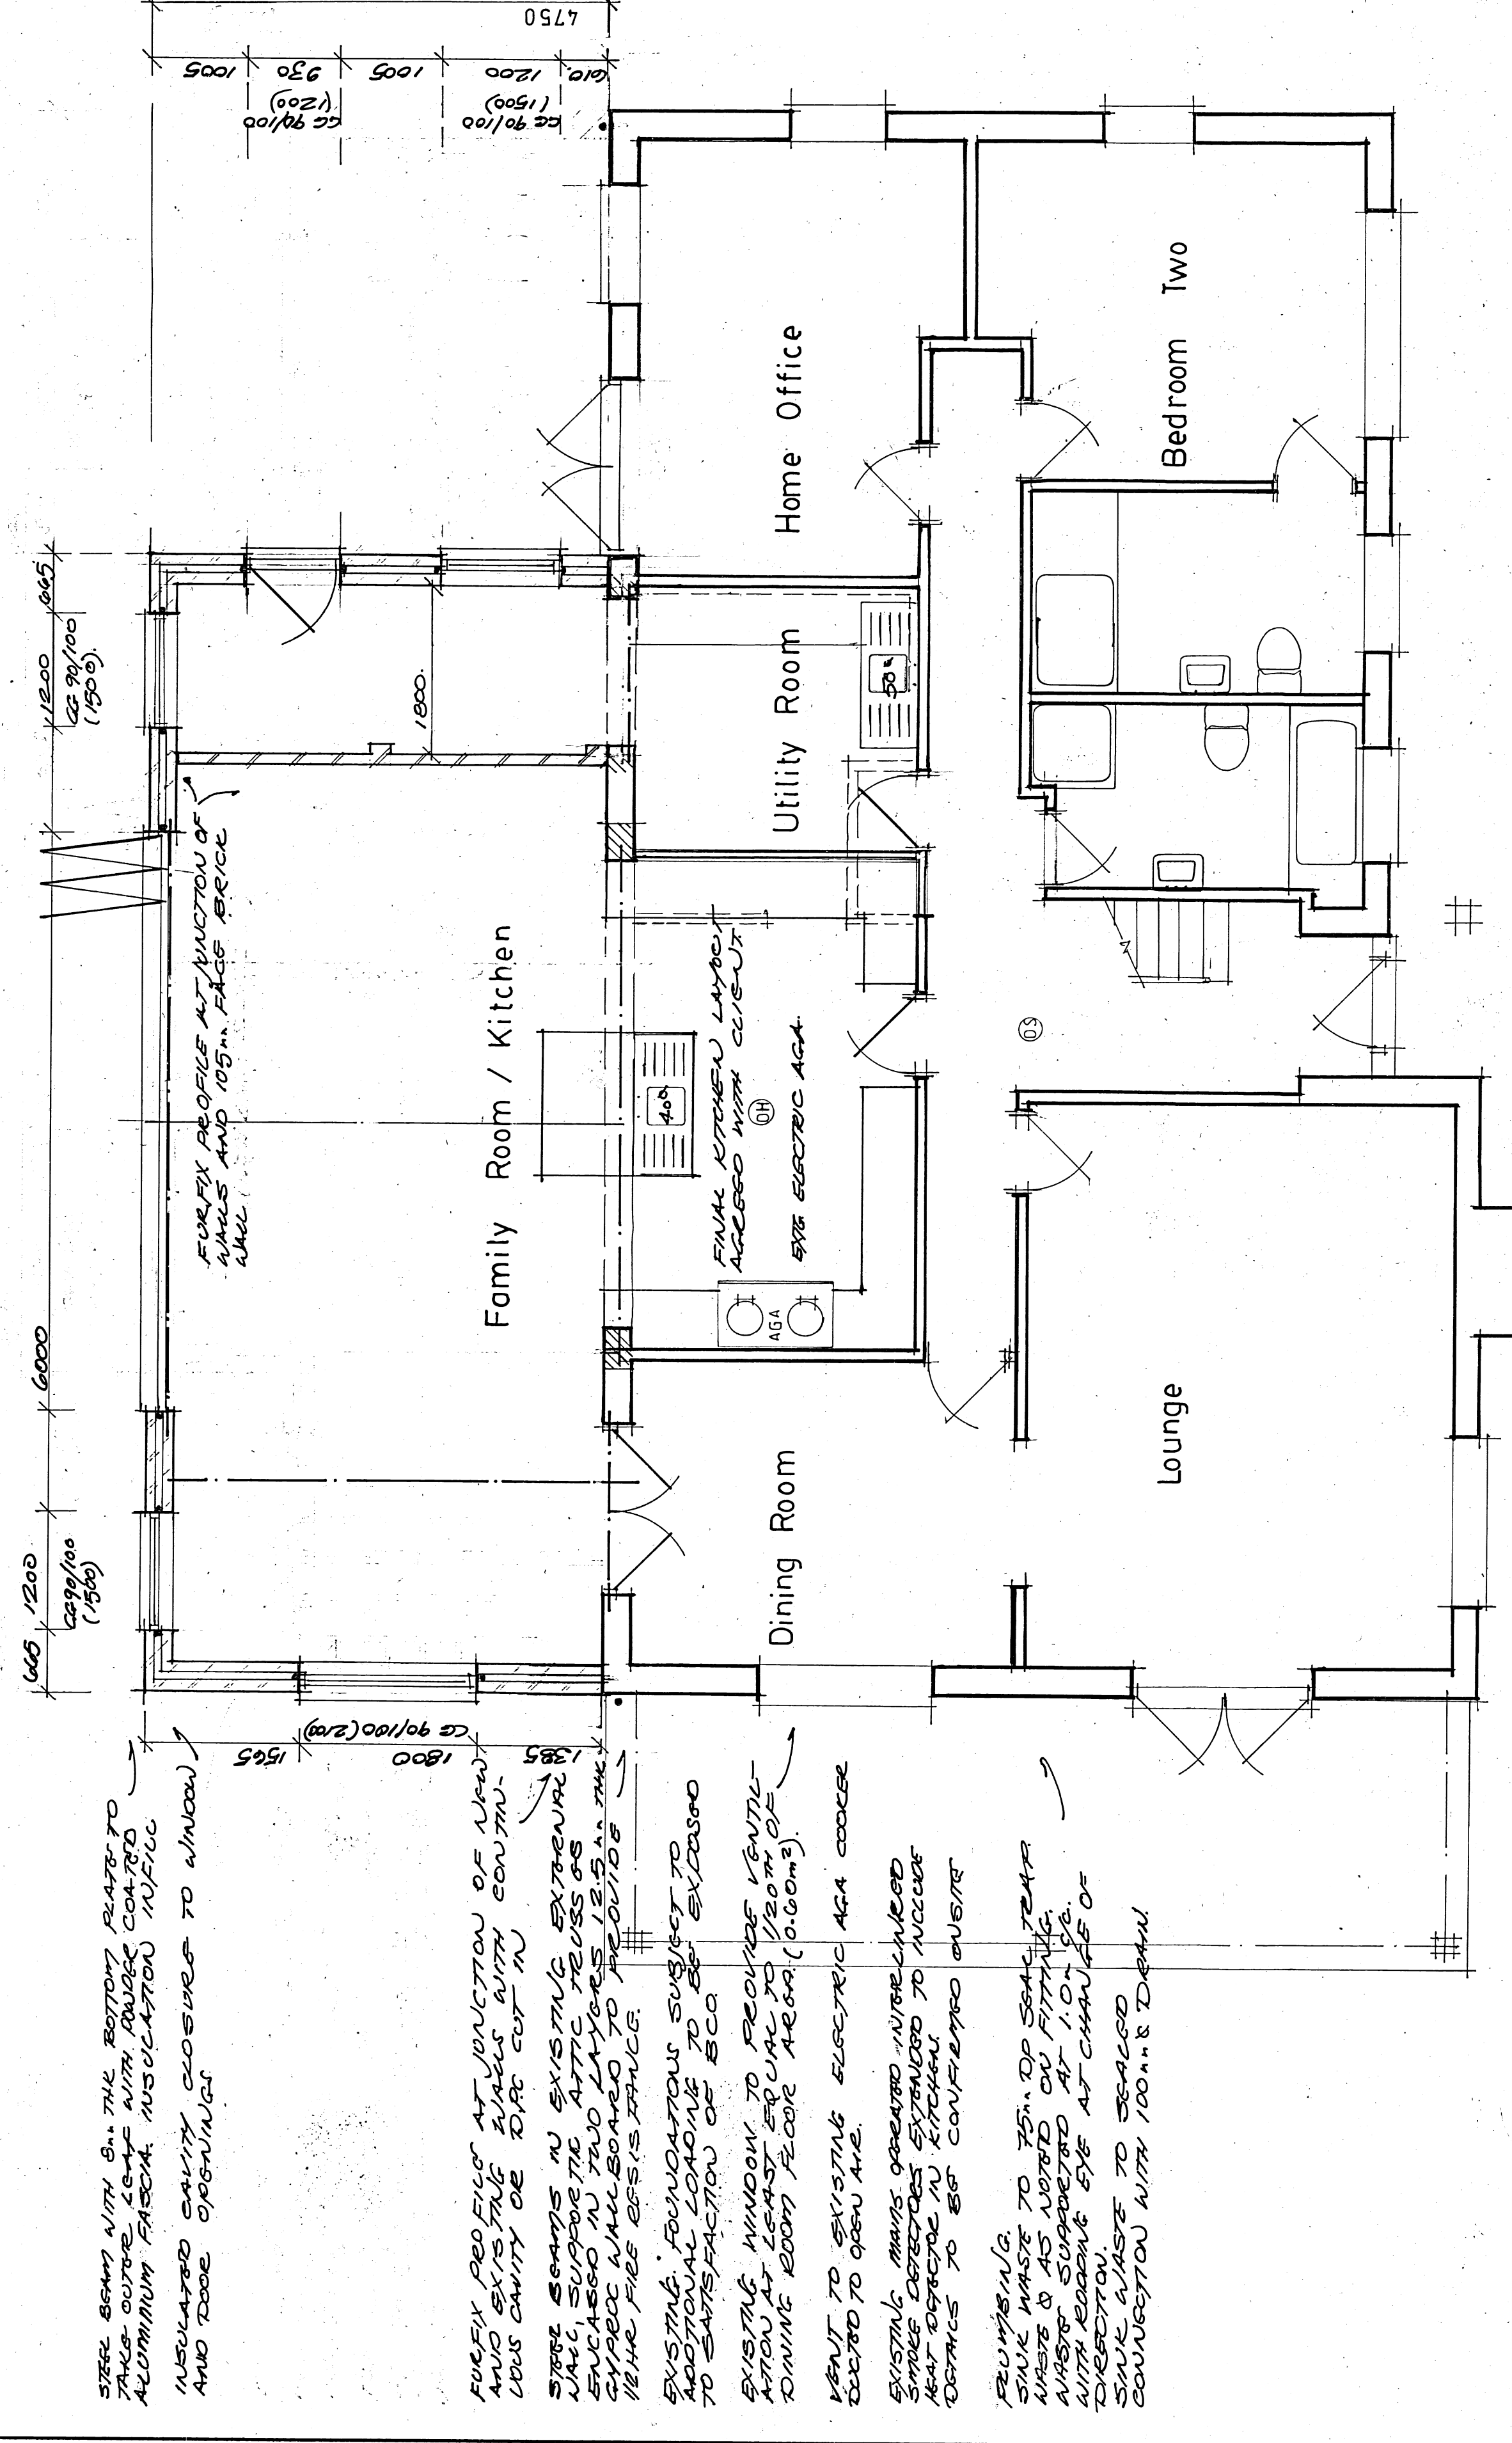 STEEL BEAM WITH 8mm THK BOTTOM PLATE TO
TAKE OUTER LEAF WITH POWDER COATED
ALUMINIUM FASCIA. INSULATION INFILL
INSULATED CAVITY CLOSURE TO WINDOW
AND DOOR OPENINGS
FURFIX PROFILES AT JUNCTION OF NEW
AND EXISTING WALLS WITH CONTIN-
UOUS CAVITY OR D.P.C CUT IN
STEEL BEAMS IN EXISTING EXTERNAL
WALL, SUPPORTING ATTIC TRUSSES
ENCASED IN TWO LAYERS 12.5mm THK.
GYPROC WALLBOARD TO PROVIDE
1/2 HR FIRE RESISTANCE.
EXISTING FOUNDATIONS SUBJECT TO
ADDITIONAL LOADING TO BE EXPOSED
TO SATISFACTION OF BCO.
EXISTING WINDOW TO PROVIDE VENTIL-
ATION AT LEAST EQUAL TO 1/20TH OF
DINING ROOM FLOOR AREA. (0.60m²).
VENT TO EXISTING ELECTRIC AGA COOKER
DUCTED TO OPEN AIR.
EXISTING MAINS OPERATED INTERLINKED
SMOKE DETECTORS EXTENDED TO INCLUDE
HEAT DETECTOR IN KITCHEN.
DETAILS TO BE CONFIRMED ONSITE
PLUMBING.
SINK WASTE TO 75mm DP SEAL TRAP.
WASTE Ø AS NOTED ON FITTING.
WASTE SUPPORTED AT 1.0m c/c.
WITH RODDING EYE AT CHANGE OF
DIRECTION.
SINK WASTE TO SEALED
CONNECTION WITH 100mm Ø DRAIN.
665
1200
6000
1200
665
CG 90/100
(1500)
CG 90/100
(1500).
1565
1800
1385
CG 90/100 (2100)
4750
1005
930
1005
1200
610
CG 90/100
(1200)
CG 90/100
(1500)
FURFIX PROFILE AT JUNCTION OF
WALLS AND 105mm FACE BRICK
WALL.
1800.
Family Room / Kitchen
40ø
FINAL KITCHEN LAYOUT
AGREED WITH CLIENT.
HD
EXTG ELECTRIC AGA.
AGA
Utility Room
50ø
Home Office
Dining Room
SD
Bedroom Two
Lounge